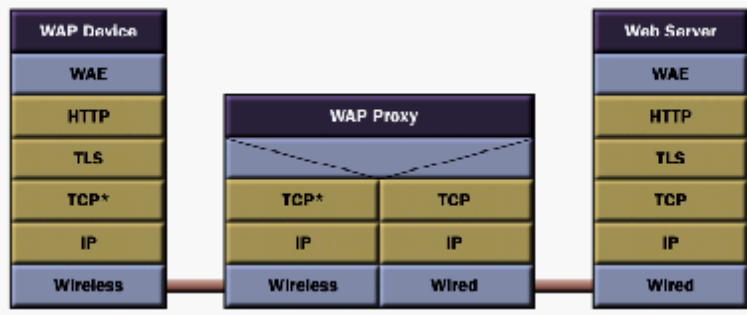 WAP Device
WAE
HTTP
TLS
TCP*
IP
Wireless
WAP Proxy
TCP* TCP
IP IP
Wireless Wired
Web Server
WAE
HTTP
TLS
TCP
IP
Wired